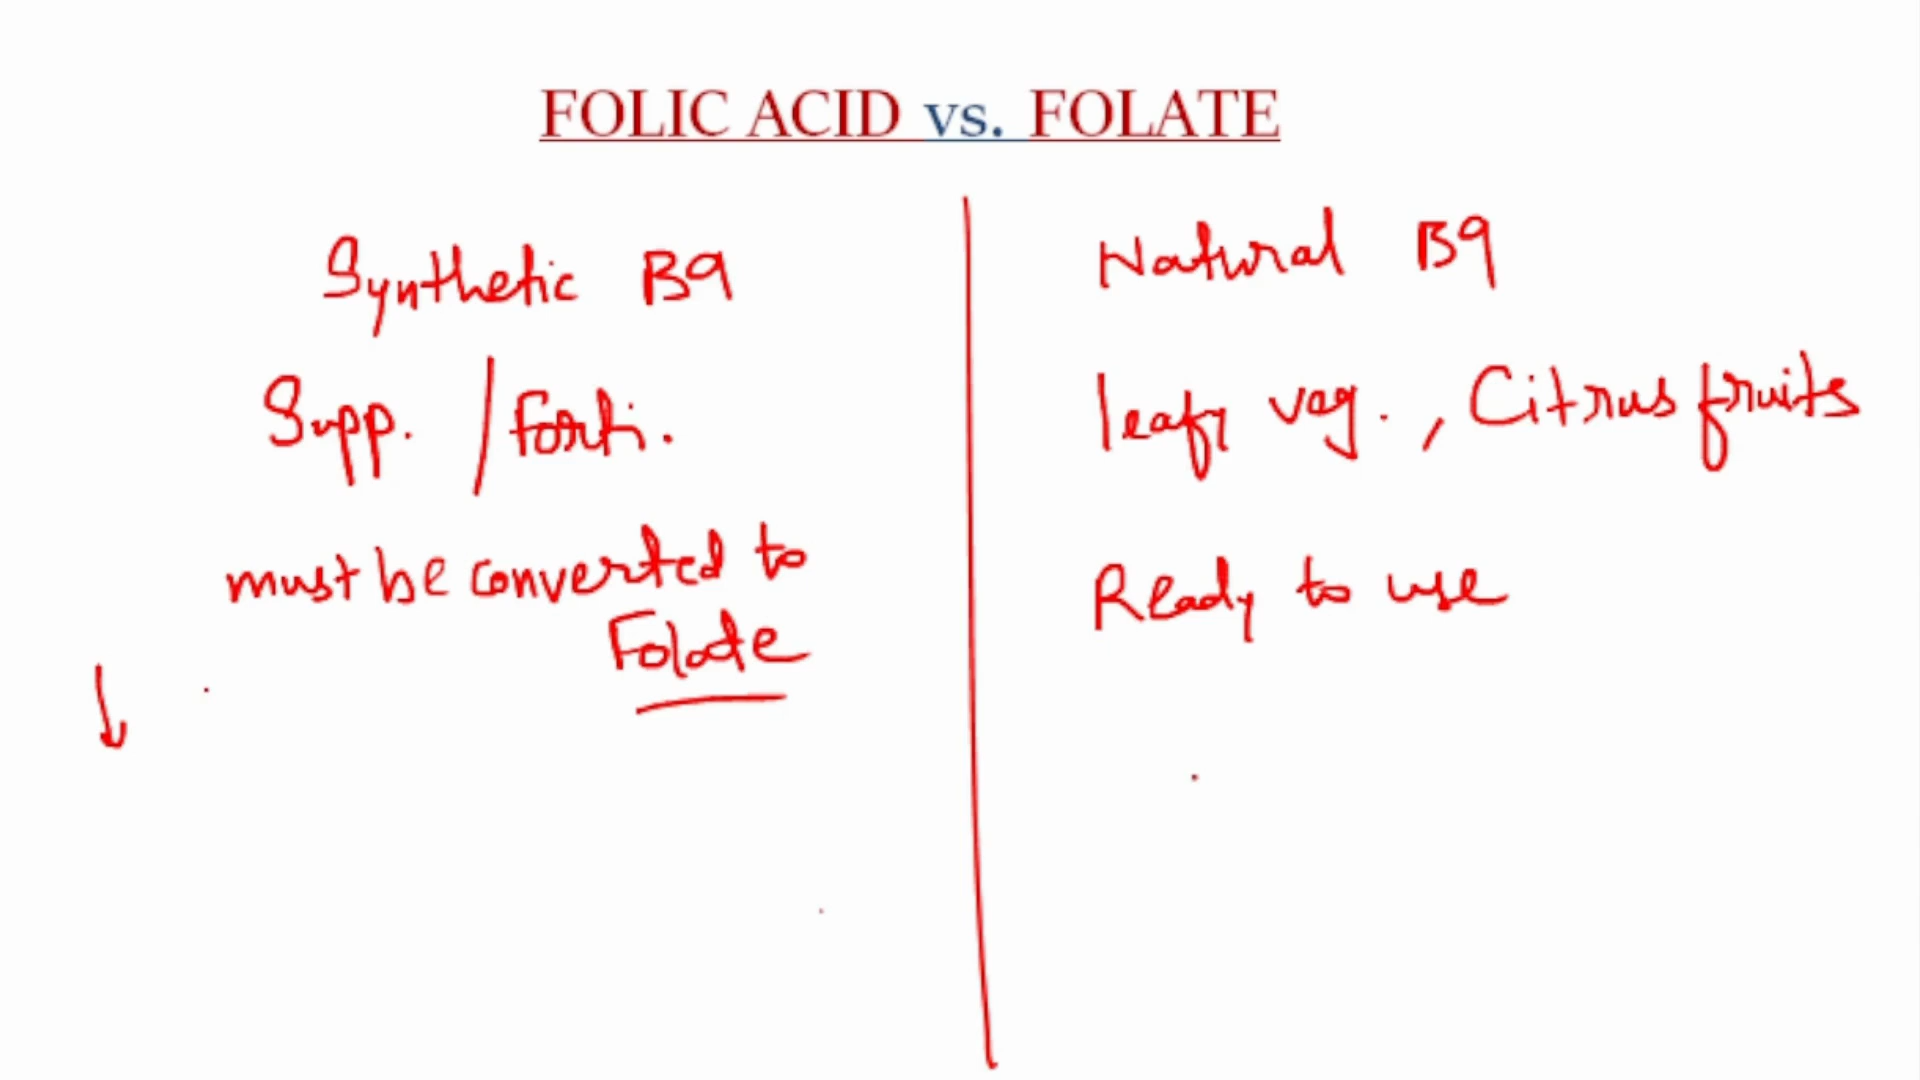 FOLIC ACID vs. FOLATE
Synthetic B9
Supp. / Forti.
must be converted to
Folate
Natural B9
leafy veg., Citrus fruits
Ready to use